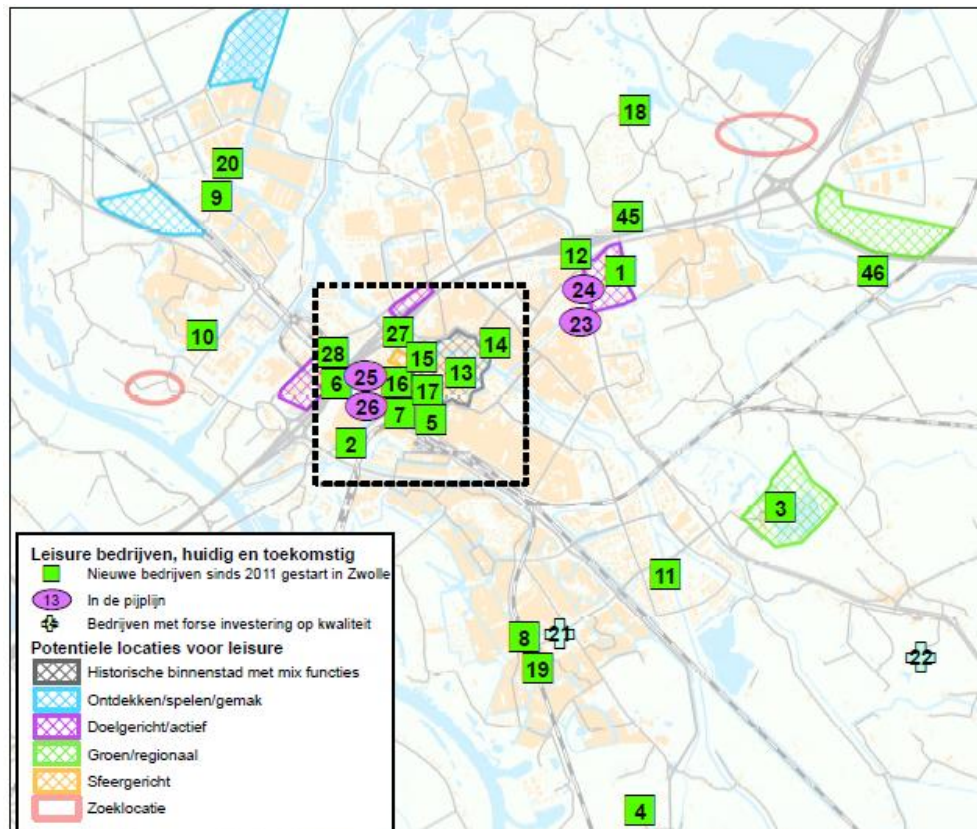 18
20
9
45
12
1
24
46
23
10
27
14
28
15
25
13
6
16
17
26
7
5
2
3
11
8
21
19
22
4
Leisure bedrijven, huidig en toekomstig
Nieuwe bedrijven sinds 2011 gestart in Zwolle
13 In de pijplijn
Bedrijven met forse investering op kwaliteit
Potentiele locaties voor leisure
Historische binnenstad met mix functies
Ontdekken/spelen/gemak
Doelgericht/actief
Groen/regionaal
Sfeergericht
Zoeklocatie